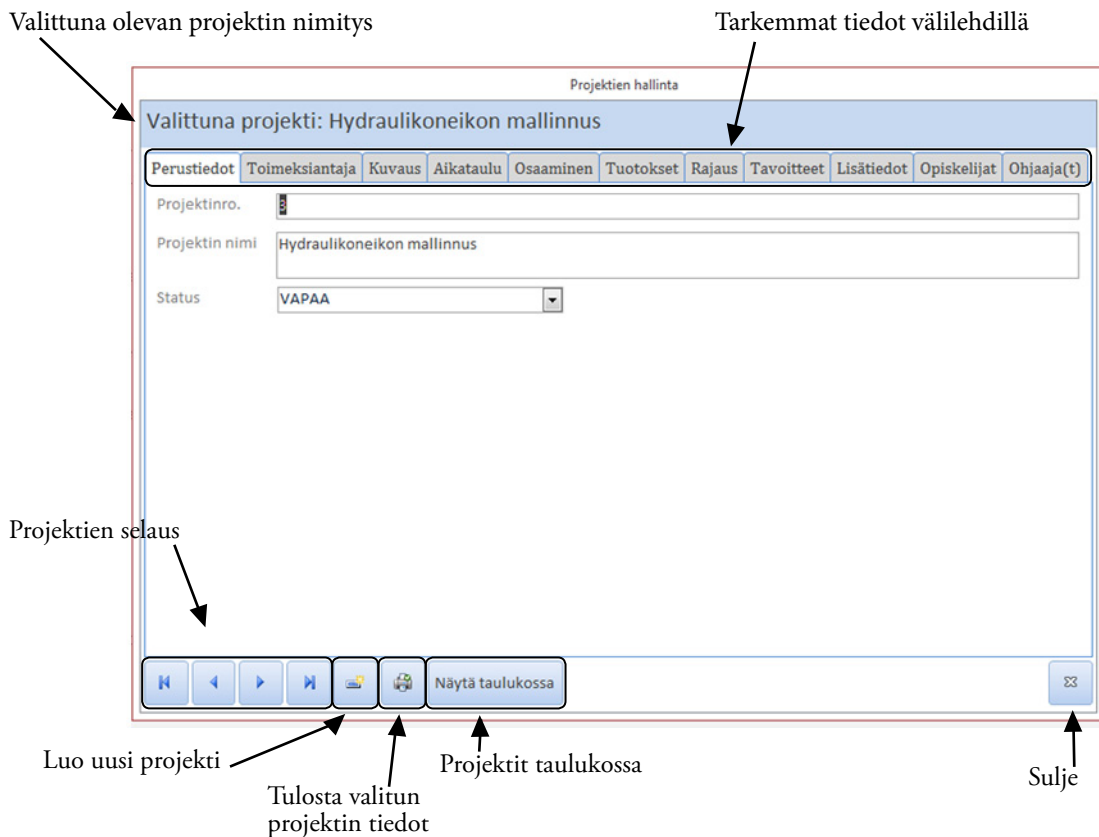 Valittuna olevan projektin nimitys
Tarkemmat tiedot välilehdillä
Projektien hallinta
Valittuna projekti: Hydraulikoneikon mallinnus
Perustiedot Toimeksiantaja Kuvaus Aikataulu Osaaminen Tuotokset Rajaus Tavoitteet Lisätiedot Opiskelijat Ohjaaja(t)
Projektinro. 3
Projektin nimi Hydraulikoneikon mallinnus
Status VAPAA
Projektien selaus
Näytä taulukossa
Luo uusi projekti
Projektit taulukossa
Sulje
Tulosta valitun
projektin tiedot